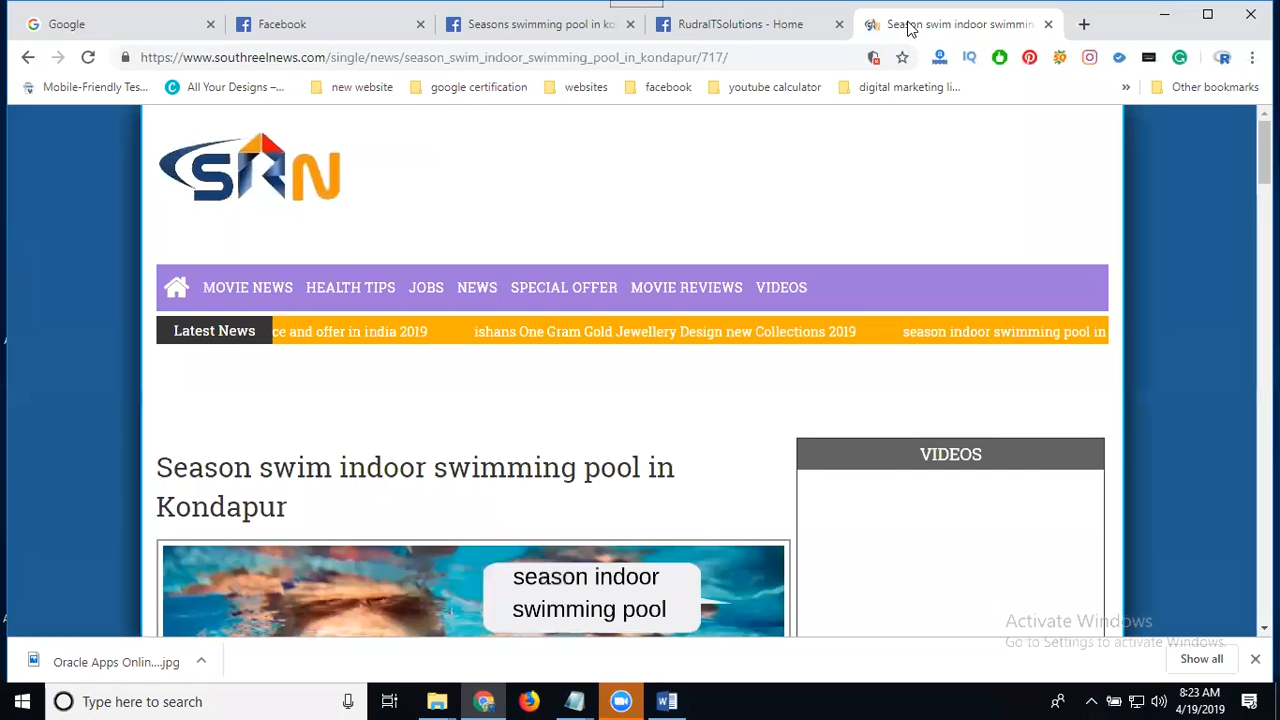 Google
Facebook
Seasons swimming pool in ko
RudraITSolutions - Home
Season swim indoor swimmin
https://www.southreelnews.com/single/news/season_swim_indoor_swimming_pool_in_kondapur/717/
Mobile-Friendly Tes...
All Your Designs –...
new website
google certification
websites
facebook
youtube calculator
digital marketing li...
Other bookmarks
SRN
MOVIE NEWS HEALTH TIPS JOBS NEWS SPECIAL OFFER MOVIE REVIEWS VIDEOS
Latest News
ce and offer in india 2019
ishans One Gram Gold Jewellery Design new Collections 2019
season indoor swimming pool in
Season swim indoor swimming pool in
Kondapur
VIDEOS
season indoor
swimming pool
Activate Windows
Go to Settings to activate Windows.
Oracle Apps Onlin....jpg
Show all
Type here to search
8:23 AM
4/19/2019